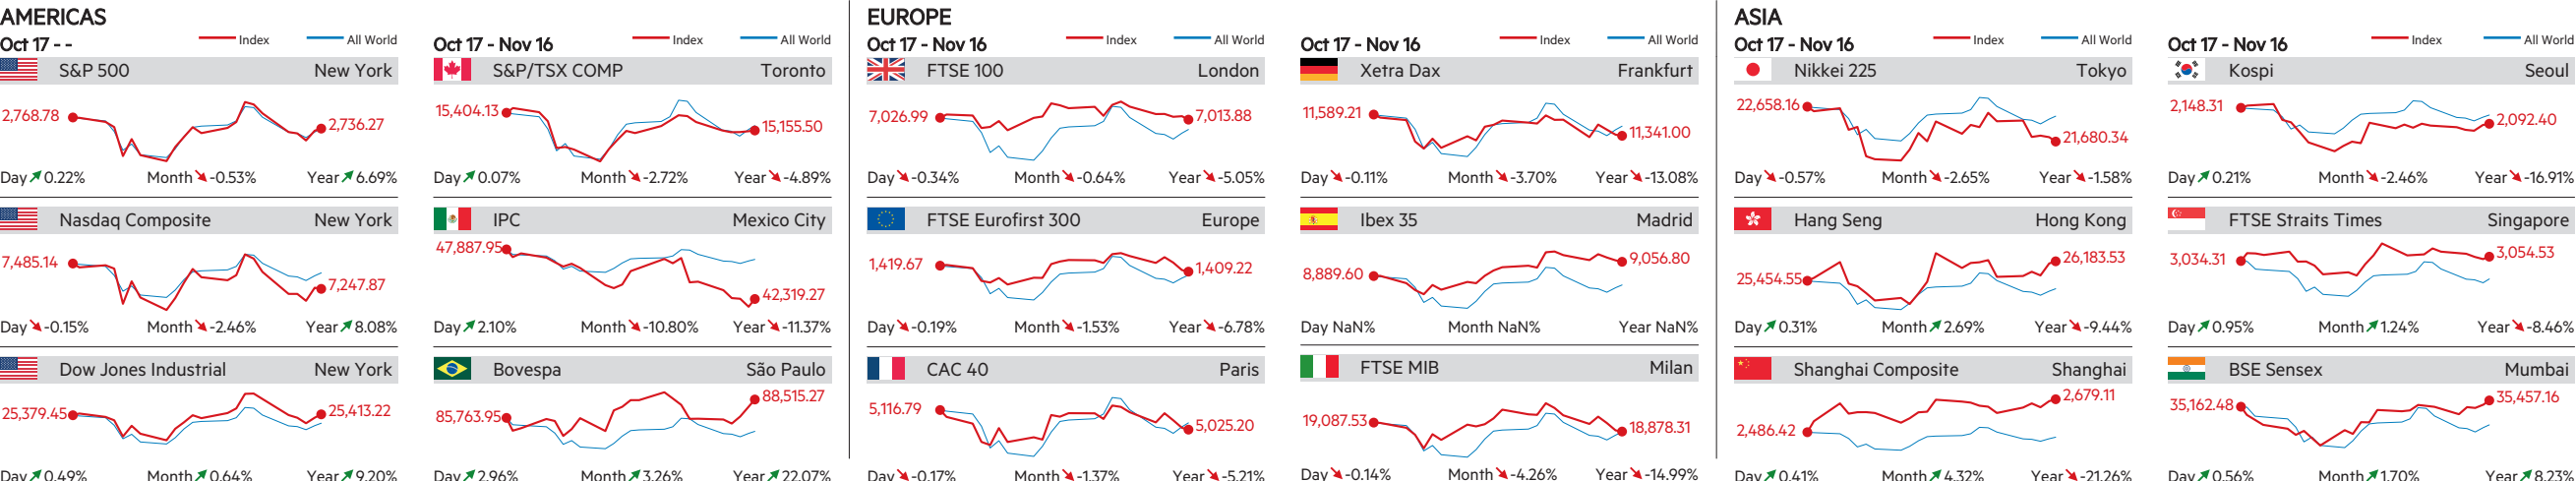 AMERICAS
Oct 17 - -
Index
All World
S&P 500
New York
2,768.78
2,736.27
Day 0.22%
Month -0.53%
Year 6.69%
Nasdaq Composite
New York
7,485.14
7,247.87
Day -0.15%
Month -2.46%
Year 8.08%
Dow Jones Industrial
New York
25,379.45
25,413.22
Day 0.49%
Month 0.64%
Year 9.20%
Oct 17 - Nov 16
Index
All World
S&P/TSX COMP
Toronto
15,404.13
15,155.50
Day 0.07%
Month -2.72%
Year -4.89%
IPC
Mexico City
47,887.95
42,319.27
Day 2.10%
Month -10.80%
Year -11.37%
Bovespa
São Paulo
85,763.95
88,515.27
Day 2.96%
Month 3.26%
Year 22.07%
EUROPE
Oct 17 - Nov 16
Index
All World
FTSE 100
London
7,026.99
7,013.88
Day -0.34%
Month -0.64%
Year -5.05%
FTSE Eurofirst 300
Europe
1,419.67
1,409.22
Day -0.19%
Month -1.53%
Year -6.78%
CAC 40
Paris
5,116.79
5,025.20
Day -0.17%
Month -1.37%
Year -5.21%
Oct 17 - Nov 16
Index
All World
Xetra Dax
Frankfurt
11,589.21
11,341.00
Day -0.11%
Month -3.70%
Year -13.08%
Ibex 35
Madrid
8,889.60
9,056.80
Day NaN%
Month NaN%
Year NaN%
FTSE MIB
Milan
19,087.53
18,878.31
Day -0.14%
Month -4.26%
Year -14.99%
ASIA
Oct 17 - Nov 16
Index
All World
Nikkei 225
Tokyo
22,658.16
21,680.34
Day -0.57%
Month -2.65%
Year -1.58%
Hang Seng
Hong Kong
25,454.55
26,183.53
Day 0.31%
Month 2.69%
Year -9.44%
Shanghai Composite
Shanghai
2,486.42
2,679.11
Day 0.41%
Month 4.32%
Year -21.26%
Oct 17 - Nov 16
Index
All World
Kospi
Seoul
2,148.31
2,092.40
Day 0.21%
Month -2.46%
Year -16.91%
FTSE Straits Times
Singapore
3,034.31
3,054.53
Day 0.95%
Month 1.24%
Year -8.46%
BSE Sensex
Mumbai
35,162.48
35,457.16
Day 0.56%
Month 1.70%
Year 8.23%